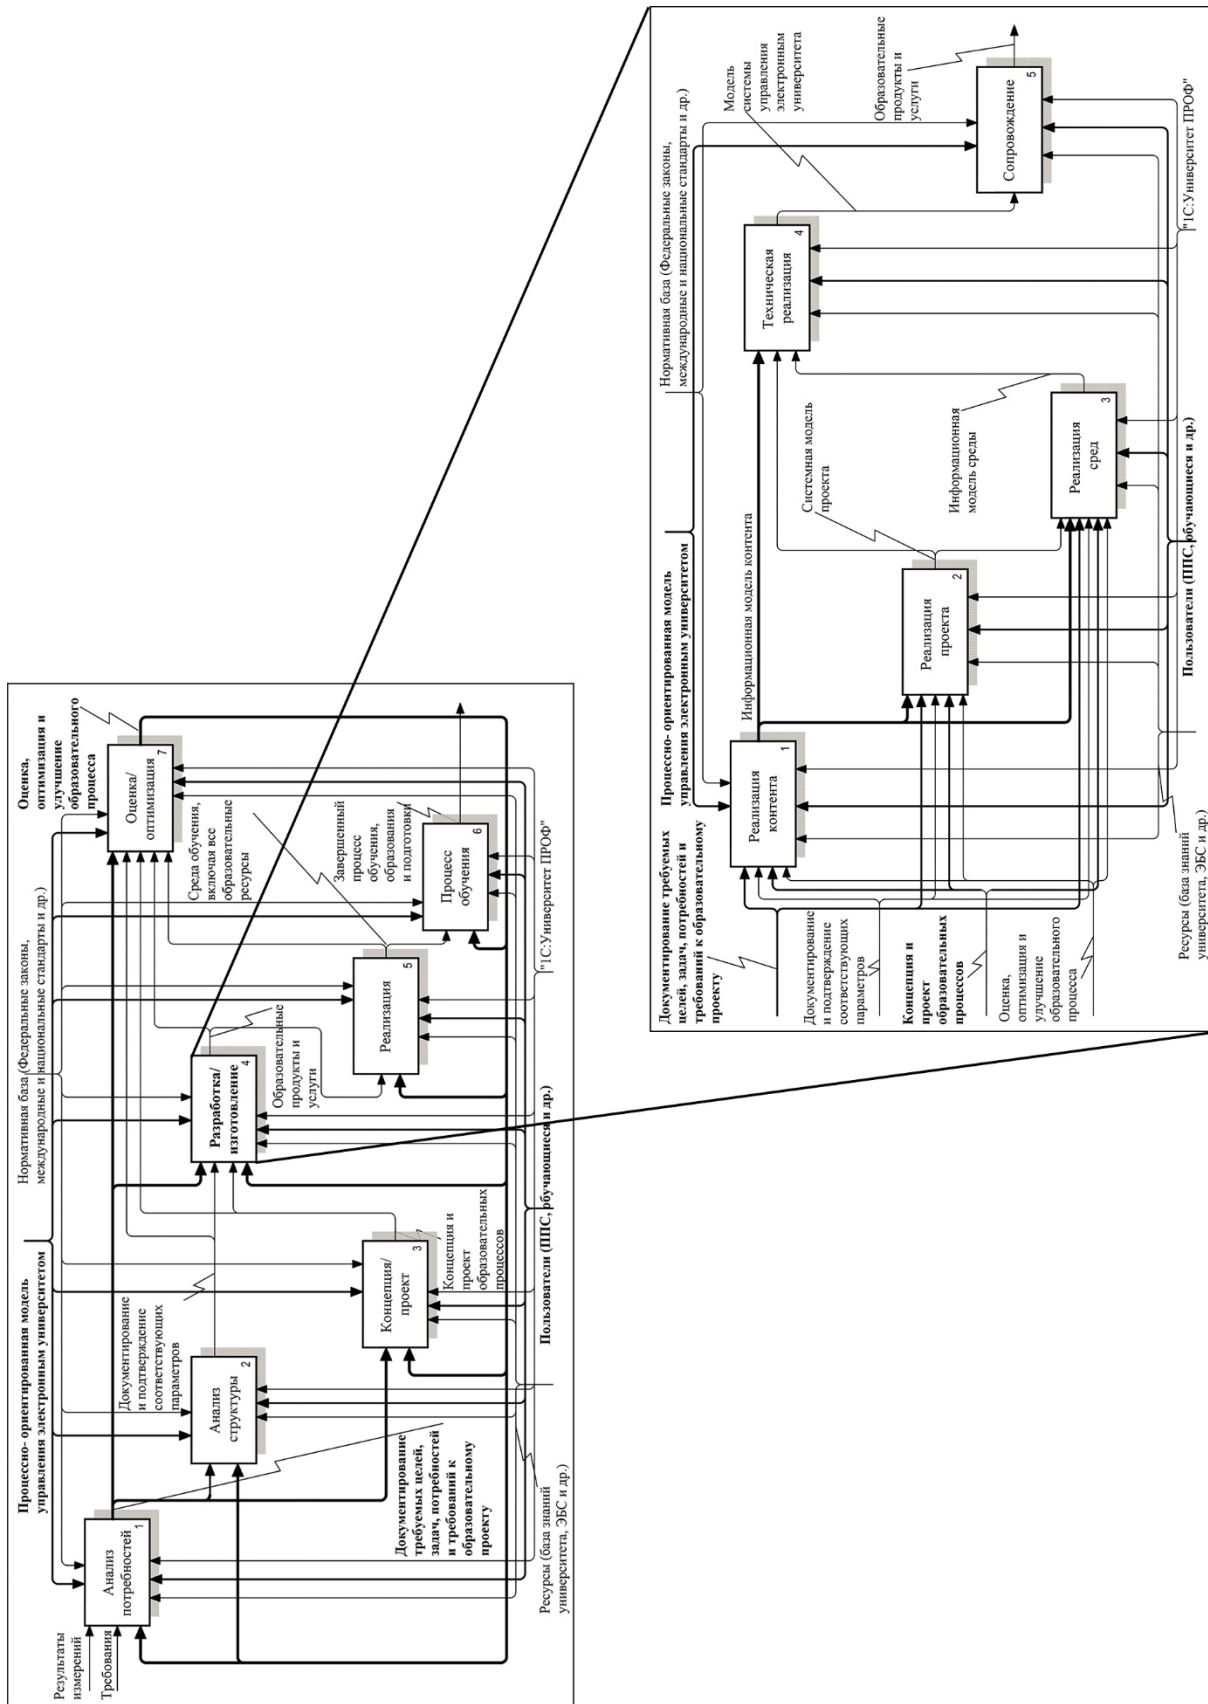 Процессно- ориентированная модель
управления электронным университетом
Нормативная база (Федеральные законы,
международные и национальные стандарты и др.)
Результаты
измерений
Требования
Анализ
потребностей
1
Документирование
и подтверждение
соответствующих
параметров
Анализ
структуры
2
Документирование
требуемых целей,
задач, потребностей
и требований к
образовательному
проекту
Концепция/
проект
3
Концепция и
проект
образовательных
процессов
Разработка/
изготовление
4
Образовательные
продукты и
услуги
Реализация
5
Среда обучения,
включая все
образовательные
ресурсы
Завершенный
процесс
обучения,
образования
и подготовки
Процесс
обучения
6
Оценка/
оптимизация
7
Оценка,
оптимизация и
улучшение
образовательного
процесса
Ресурсы (база знаний
университета, ЭБС и др.)
Пользователи (ППС, обучающиеся и др.)
"1С:Университет ПРОФ"
Документирование требуемых
целей, задач, потребностей и
требований к образовательному
проекту
Документирование
и подтверждение
соответствующих
параметров
Концепция и
проект
образовательных
процессов
Оценка,
оптимизация и
улучшение
образовательного
процесса
Процессно- ориентированная модель
управления электронным университетом
Нормативная база (Федеральные законы,
международные и национальные стандарты и др.)
Реализация
контента
1
Информационная модель контента
Реализация
проекта
2
Системная модель
проекта
Реализация
сред
3
Информационная
модель среды
Техническая
реализация
4
Модель
системы
управления
электронным
университета
Сопровождение
5
Образовательные
продукты и
услуги
Ресурсы (база знаний
университета, ЭБС и др.)
Пользователи (ППС, обучающиеся и др.)
"1С:Университет ПРОФ"